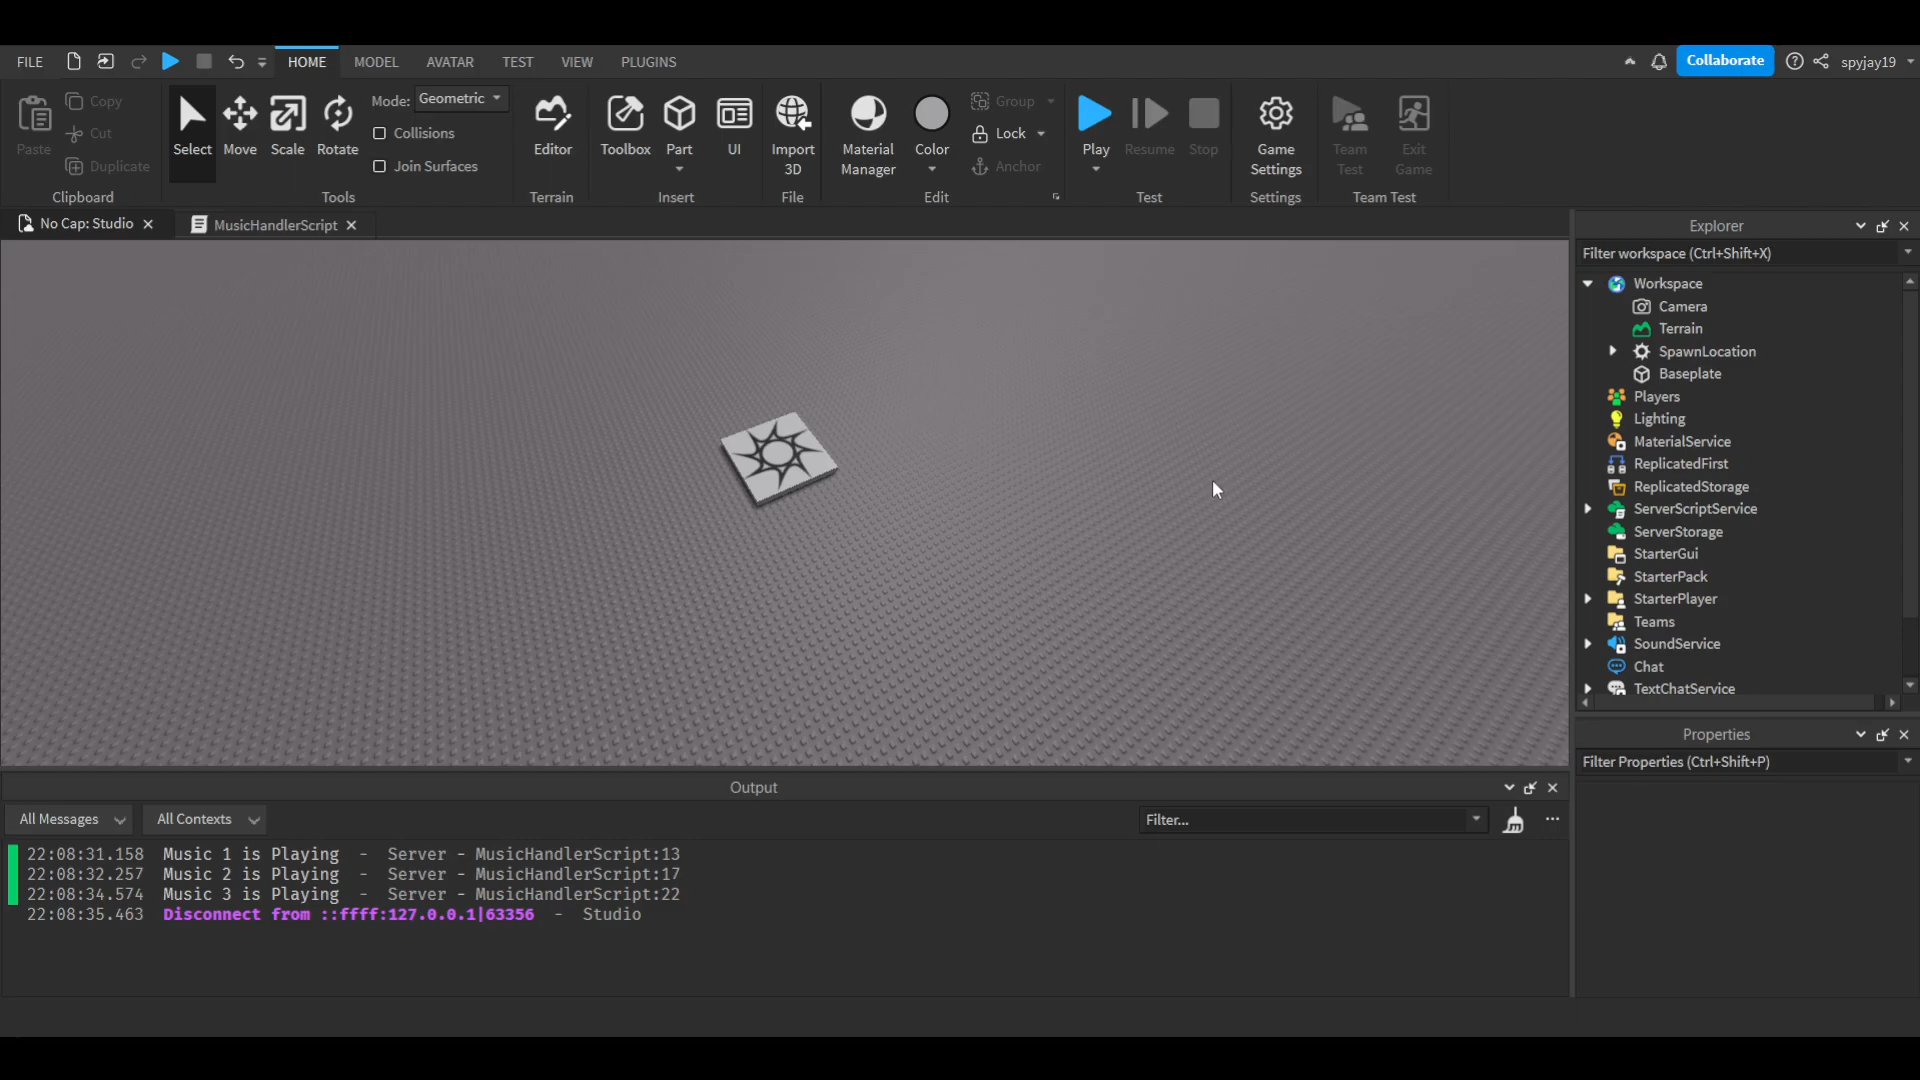 FILE HOME MODEL AVATAR TEST VIEW PLUGINS Collaborate spyjay19
Paste Copy Cut Duplicate
Clipboard
Select Move Scale Rotate
Mode: Geometric
Collisions
Join Surfaces
Tools
Editor
Terrain
Toolbox Part UI
Insert
Import 3D
File
Material Manager Color Group Lock Anchor
Edit
Play Resume Stop
Test
Game Settings
Settings
Team Test Exit Game
Team Test
No Cap: Studio MusicHandlerScript
Explorer
Filter workspace (Ctrl+Shift+X)
Workspace
Camera
Terrain
SpawnLocation
Baseplate
Players
Lighting
MaterialService
ReplicatedFirst
ReplicatedStorage
ServerScriptService
ServerStorage
StarterGui
StarterPack
StarterPlayer
Teams
SoundService
Chat
TextChatService
Properties
Filter Properties (Ctrl+Shift+P)
Output
All Messages All Contexts Filter...
22:08:31.158 Music 1 is Playing - Server - MusicHandlerScript:13
22:08:32.257 Music 2 is Playing - Server - MusicHandlerScript:17
22:08:34.574 Music 3 is Playing - Server - MusicHandlerScript:22
22:08:35.463 Disconnect from ::ffff:127.0.0.1|63356 - Studio